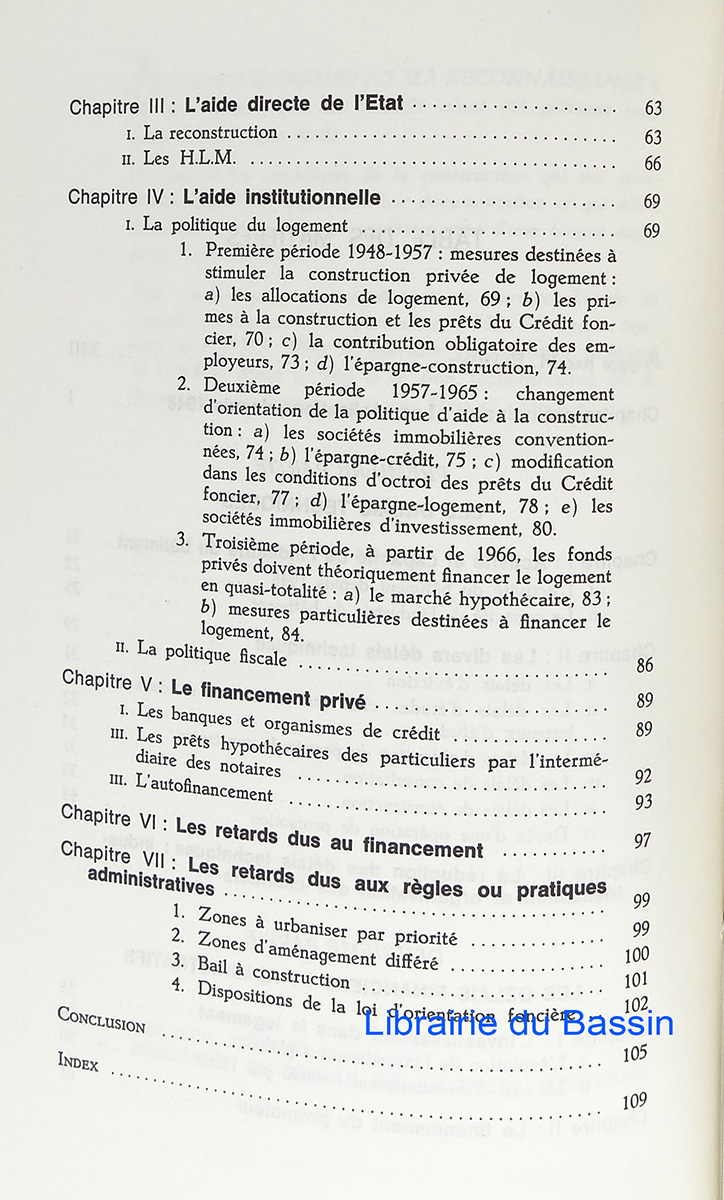 Chapitre III : L'aide directe de l'Etat ..................... 63
I. La reconstruction ................................. 63
II. Les H.L.M. ..................................... 66
Chapitre IV : L'aide institutionnelle ....................... 69
I. La politique du logement .......................... 69
1. Première période 1948-1957 : mesures destinées à
stimuler la construction privée de logement :
a) les allocations de logement, 69 ; b) les pri-
mes à la construction et les prêts du Crédit fon-
cier, 70 ; c) la contribution obligatoire des em-
ployeurs, 73 ; d) l'épargne-construction, 74.
2. Deuxième période 1957-1965 : changement
d'orientation de la politique d'aide à la construc-
tion : a) les sociétés immobilières convention-
nées, 74 ; b) l'épargne-crédit, 75 ; c) modification
dans les conditions d'octroi des prêts du Crédit
foncier, 77 ; d) l'épargne-logement, 78 ; e) les
sociétés immobilières d'investissement, 80.
3. Troisième période, à partir de 1966, les fonds
privés doivent théoriquement financer le logement
en quasi-totalité : a) le marché hypothécaire, 83 ;
b) mesures particulières destinées à financer le
logement, 84.
II. La politique fiscale ................................. 86
Chapitre V : Le financement privé ........................ 89
I. Les banques et organismes de crédit ................ 89
III. Les prêts hypothécaires des particuliers par l'intermé-
diaire des notaires ................................ 92
III. L'autofinancement ................................ 93
Chapitre VI : Les retards dus au financement ........... 97
Chapitre VII : Les retards dus aux règles ou pratiques
administratives ...................................... 99
1. Zones à urbaniser par priorité .............. 99
2. Zones d'aménagement différé ................ 100
3. Bail à construction ......................... 101
4. Dispositions de la loi d'orientation foncière .. 102
Librairie du Bassin
CONCLUSION ............................................ 105
INDEX ................................................. 109